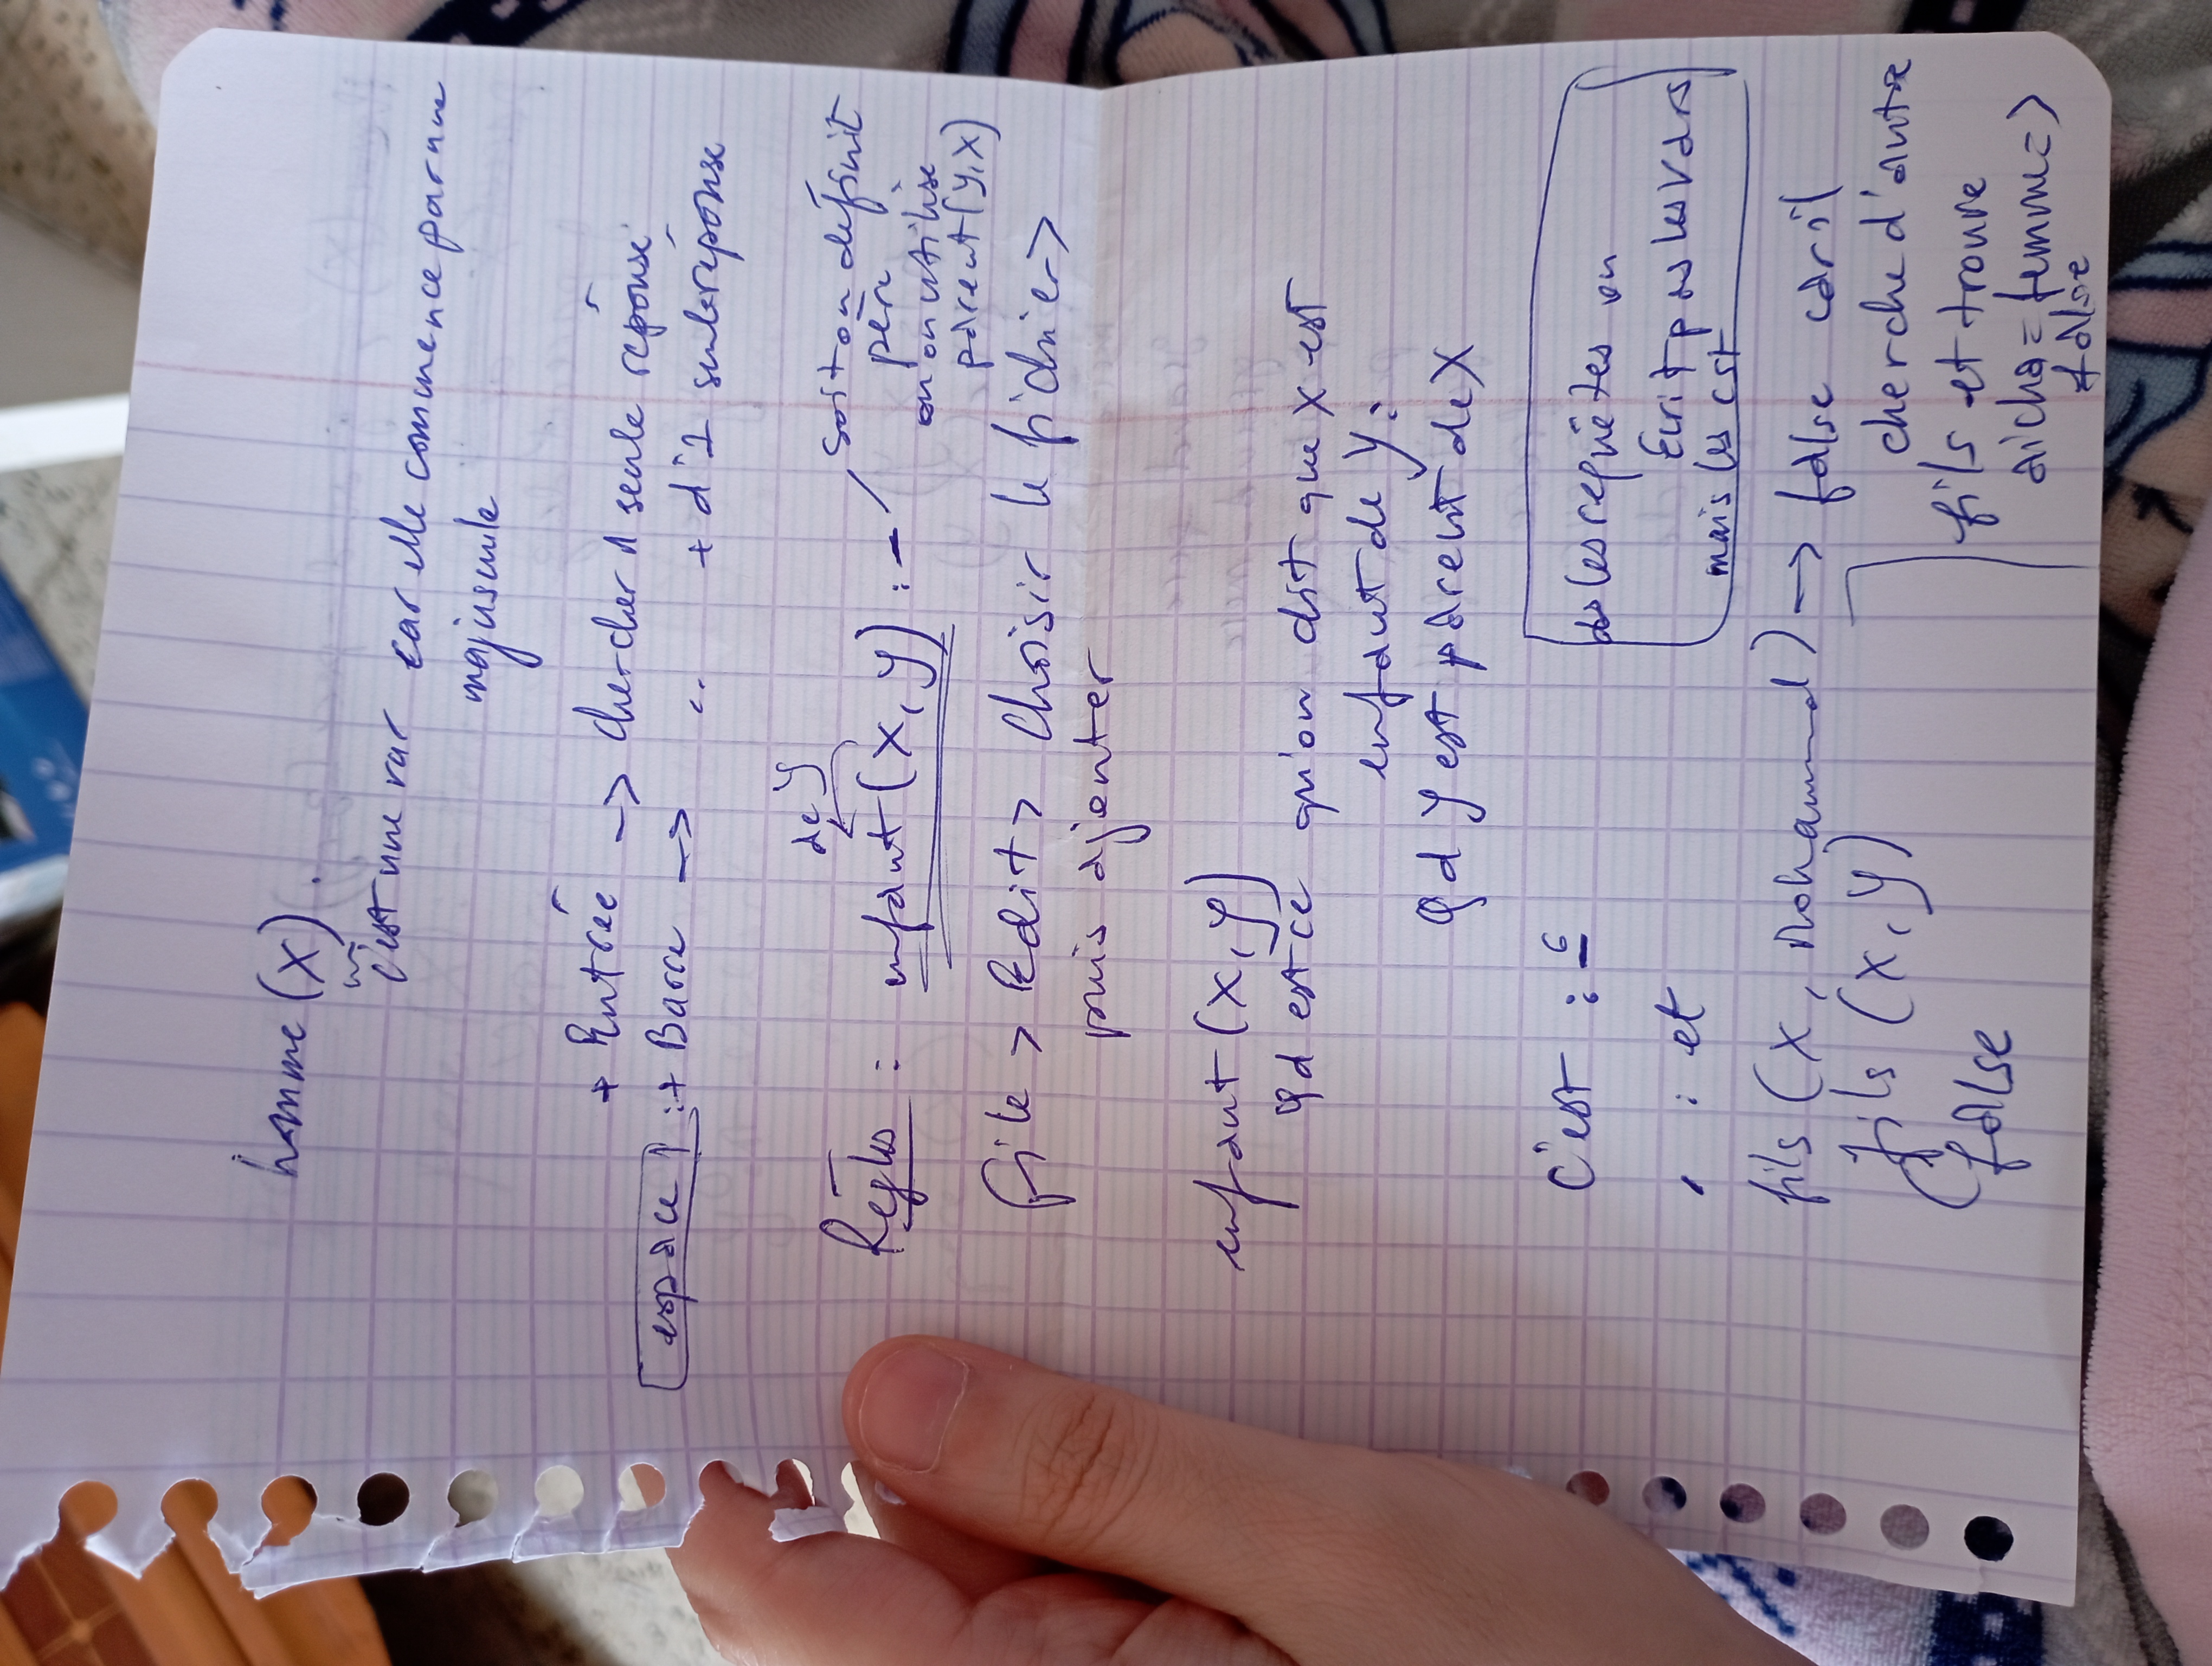 homme (X).
c'est une var car elle commence par une
majuscule
+ Entrée -> chercher 1 seule réponse
espace : + Barre -> " + d'1 seule réponse
de y
Règles : enfant (X, y) :-
soit on définit
père
ou on utilise
parent (y, X)
File > Edit > Choisir le fichier >
puis ajouter
enfant (X, y)
Qd est ce qu'on dit que X est
enfant de y :
Qd y est parent de X
C'est :-
, : et
ds les requêtes on
Ecrit pas les vars
mais les cst
fils (X, Mohammed) -> false car il
cherche d'autre
fils et trouve
aicha = femme =>
false
fils (X, y)
false